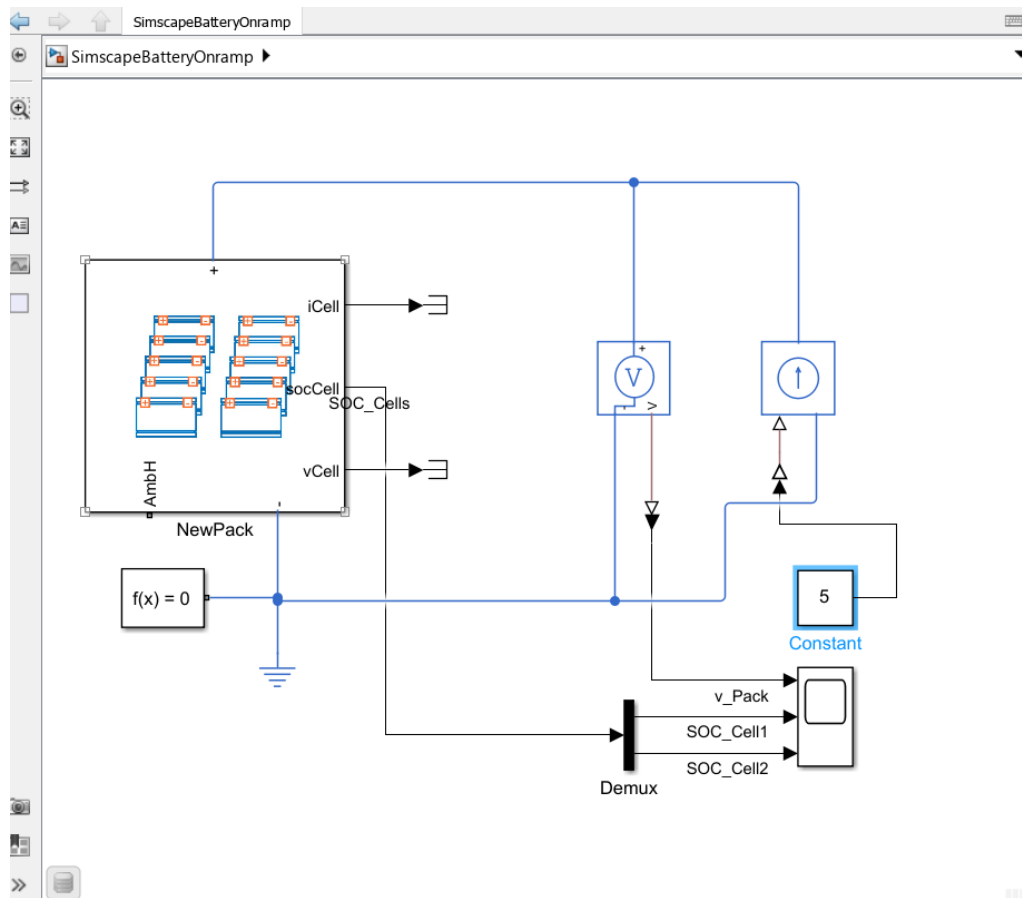 SimscapeBatteryOnramp
SimscapeBatteryOnramp
+
iCell
socCell
SOC_Cells
vCell
AmbH
-
NewPack
+
V
-
V
f(x) = 0
5
Constant
v_Pack
SOC_Cell1
SOC_Cell2
Demux